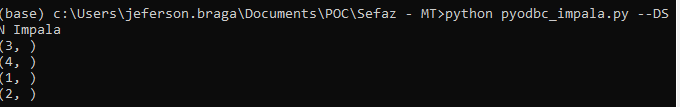 (base) c:\Users\jeferson.braga\Documents\POC\Sefaz - MT>python pyodbc_impala.py --DS
N Impala
(3, )
(4, )
(1, )
(2, )